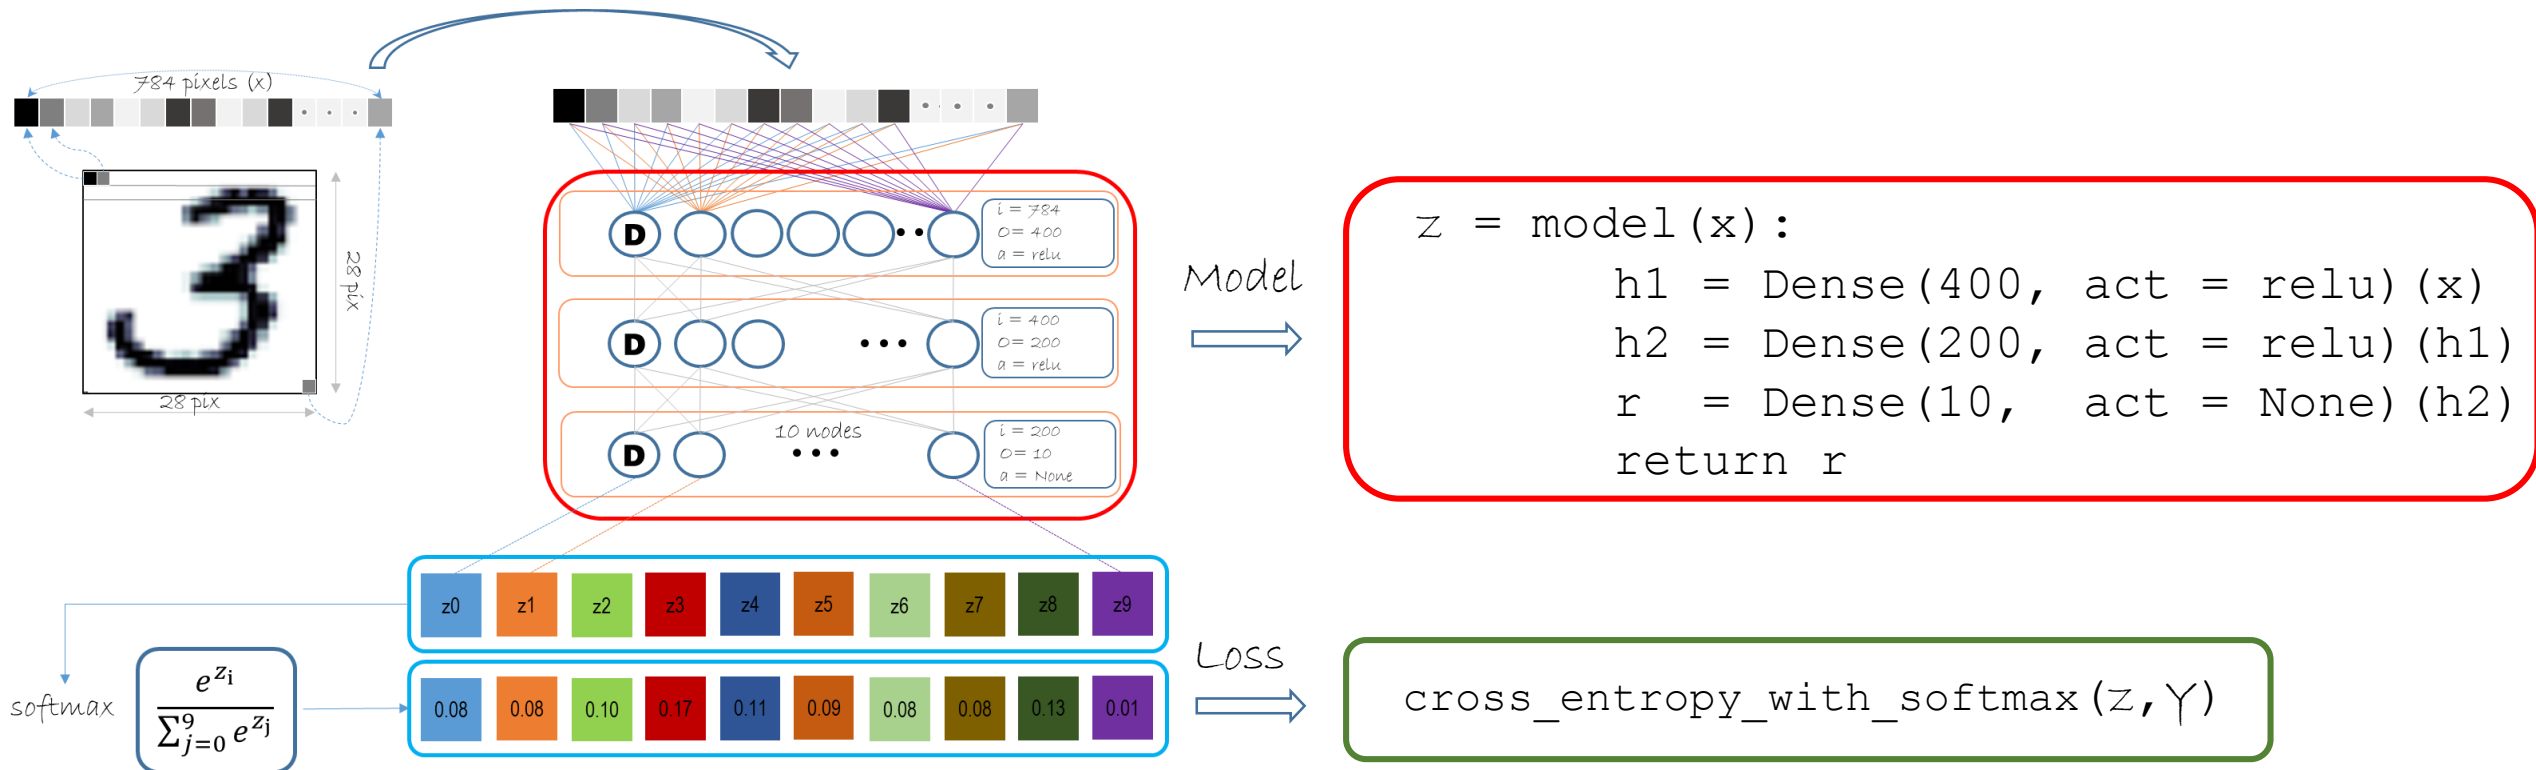 784 pixels (x)
28 pix
28 pix
D
i = 784
O= 400
a = relu
D
i = 400
O= 200
a = relu
D
10 nodes
i = 200
O= 10
a = None
Model
z = model(x):
h1 = Dense(400, act = relu)(x)
h2 = Dense(200, act = relu)(h1)
r = Dense(10, act = None)(h2)
return r
z0 z1 z2 z3 z4 z5 z6 z7 z8 z9
softmax
e^{z_i} / \sum_{j=0}^{9} e^{z_j}
0.08 0.08 0.10 0.17 0.11 0.09 0.08 0.08 0.13 0.01
Loss
cross_entropy_with_softmax(z,Y)